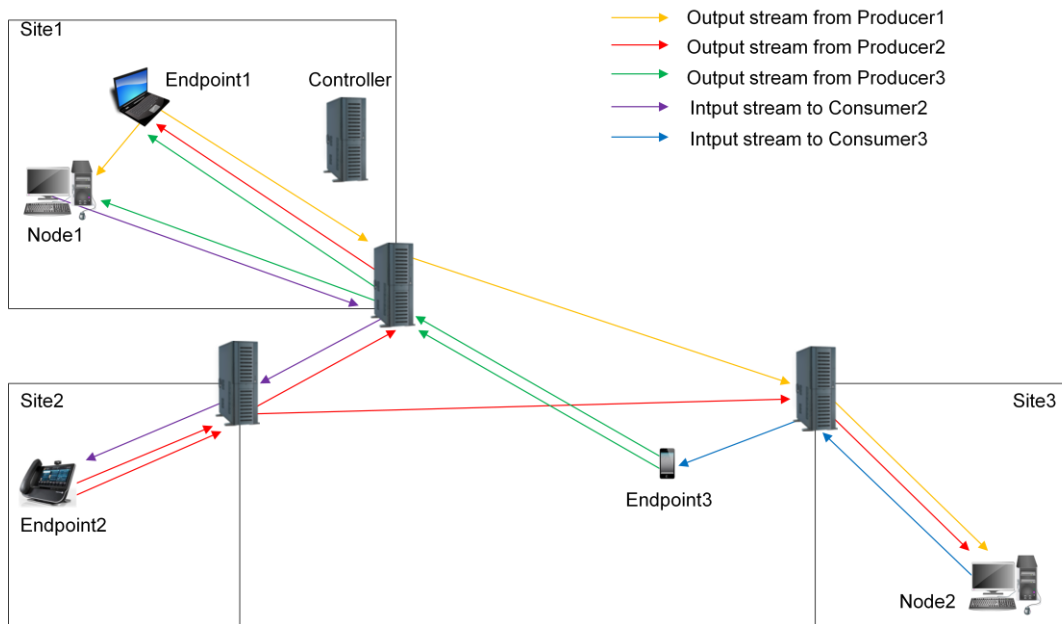 Site1
Endpoint1
Controller
Node1
Output stream from Producer1
Output stream from Producer2
Output stream from Producer3
Intput stream to Consumer2
Intput stream to Consumer3
Site2
Endpoint2
Endpoint3
Site3
Node2